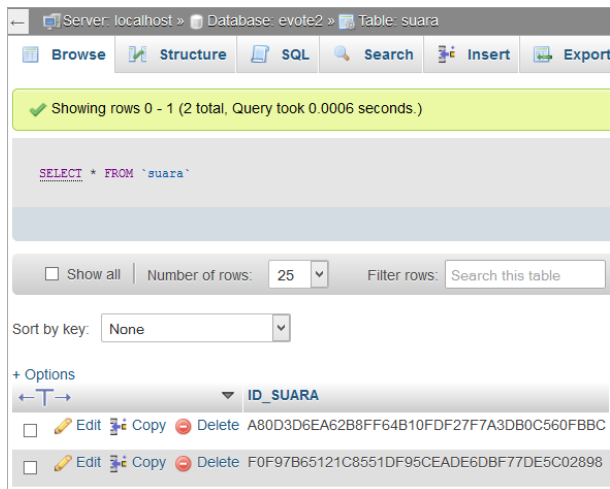 ← Server: localhost » Database: evote2 » Table: suara
Browse Structure SQL Search Insert Export
Showing rows 0 - 1 (2 total, Query took 0.0006 seconds.)
SELECT * FROM `suara`
Show all Number of rows: 25 Filter rows: Search this table
Sort by key: None
+ Options
←T→ ID_SUARA
Edit Copy Delete A80D3D6EA62B8FF64B10FDF27F7A3DB0C560FBBC
Edit Copy Delete F0F97B65121C8551DF95CEADE6DBF77DE5C02898